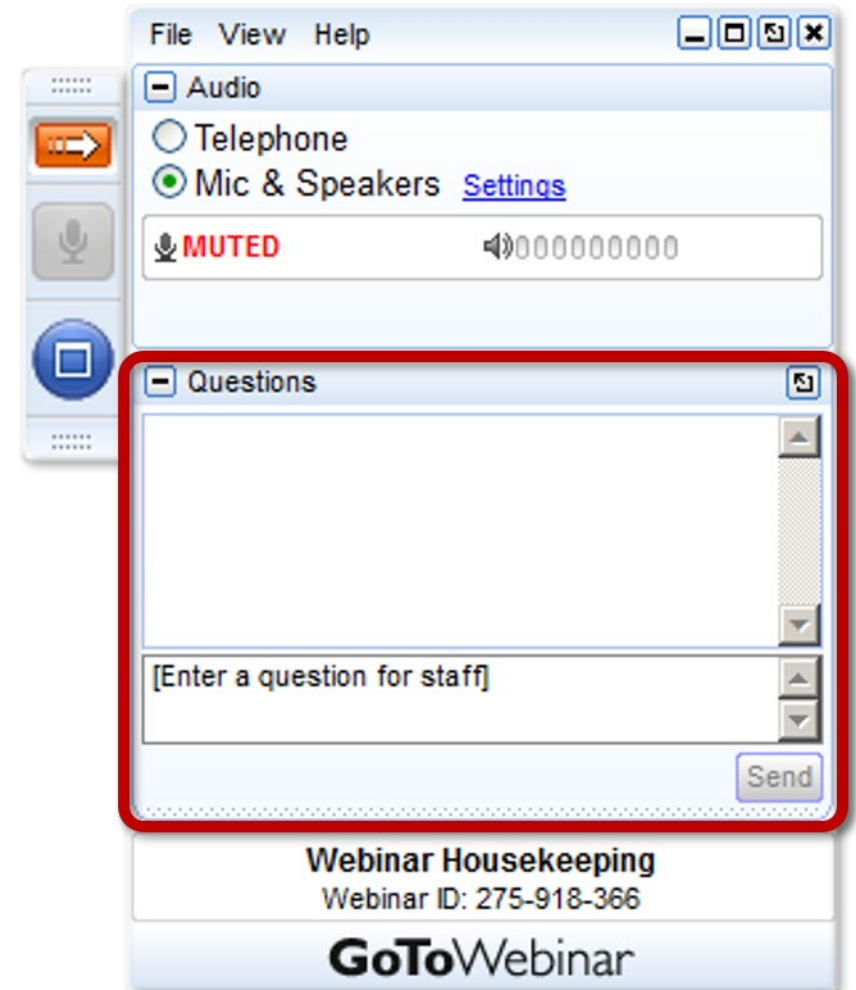 File View Help
Audio
Telephone
Mic & Speakers Settings
MUTED
Questions
[Enter a question for staff]
Send
Webinar Housekeeping
Webinar ID: 275-918-366
GoToWebinar